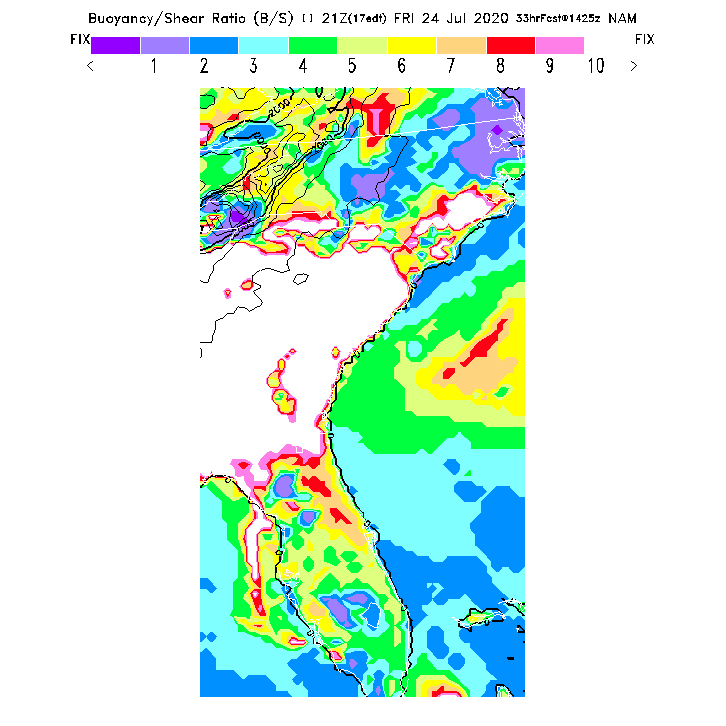 Buoyancy/Shear Ratio (B/S) [] 21Z(17edt) FRI 24 Jul 2020 33hrFcst@1425z NAM
FIX FIX
< 1 2 3 4 5 6 7 8 9 10 >
2000